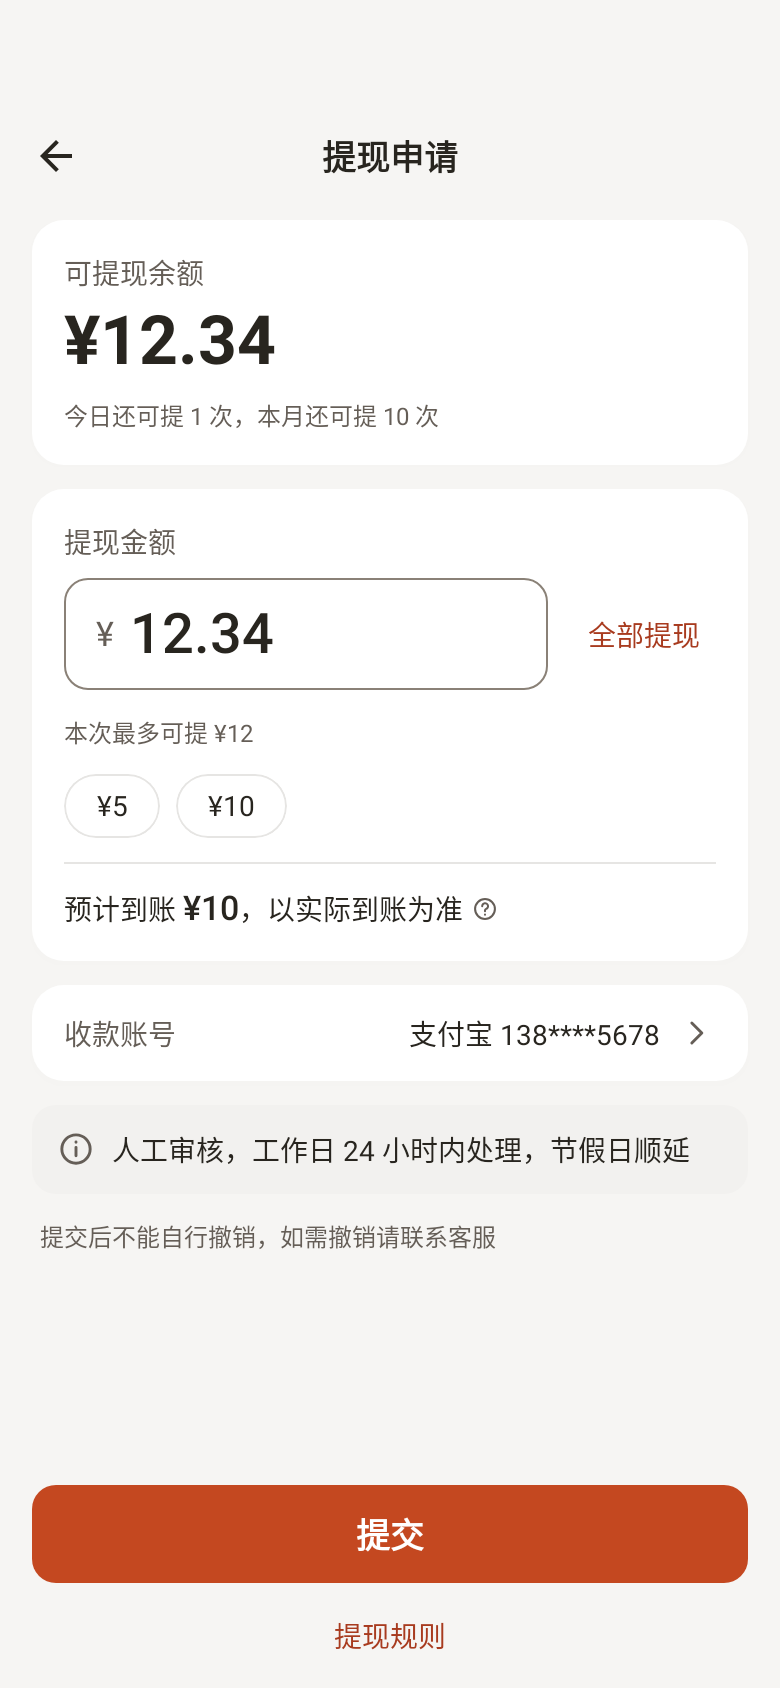 提现申请
可提现余额
¥12.34
今日还可提 1 次，本月还可提 10 次
提现金额
¥ 12.34
全部提现
本次最多可提 ¥12
¥5 ¥10
预计到账 ¥10，以实际到账为准
收款账号 支付宝 138****5678
人工审核，工作日 24 小时内处理，节假日顺延
提交后不能自行撤销，如需撤销请联系客服
提交
提现规则